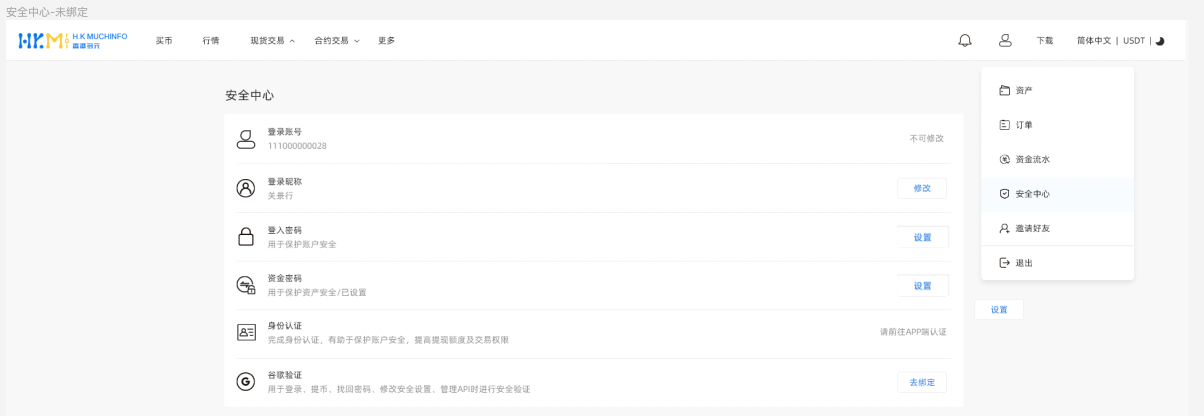 安全中心-未绑定
H.K MUCHINFO
买币 行情 现货交易 合约交易 更多 下载 简体中文 | USDT |
安全中心
登录账号
111000000028
不可修改
登录昵称
关景行
修改
登入密码
用于保护账户安全
设置
资金密码
用于保护资产安全/已设置
设置
身份认证
完成身份认证，有助于保护账户安全，提高提现额度及交易权限
请前往APP端认证
谷歌验证
用于登录、提币、找回密码、修改安全设置、管理API时进行安全验证
去绑定
资产
订单
资金流水
安全中心
邀请好友
退出
设置